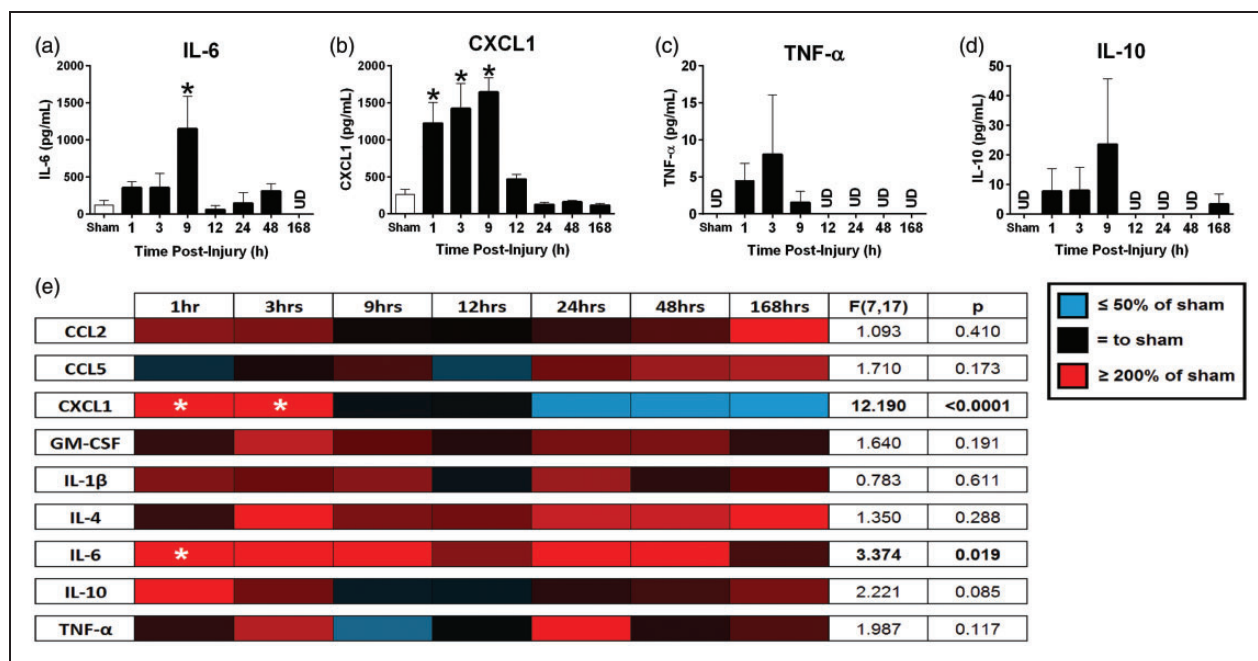 (a) IL-6
2000
1500
1000
500
0
IL-6 (pg/mL)
*
UD
Sham 1 3 9 12 24 48 168
Time Post-Injury (h)
(b) CXCL1
2000
1500
1000
500
0
CXCL1 (pg/mL)
* * *
Sham 1 3 9 12 24 48 168
Time Post-Injury (h)
(c) TNF-α
20
15
10
5
0
TNF-α (pg/mL)
UD UD UD UD UD
Sham 1 3 9 12 24 48 168
Time Post-Injury (h)
(d) IL-10
50
40
30
20
10
0
IL-10 (pg/mL)
UD UD UD UD
Sham 1 3 9 12 24 48 168
Time Post-Injury (h)
(e)
1hr 3hrs 9hrs 12hrs 24hrs 48hrs 168hrs F(7,17) p
CCL2 1.093 0.410
CCL5 1.710 0.173
CXCL1 * * 12.190 <0.0001
GM-CSF 1.640 0.191
IL-1β 0.783 0.611
IL-4 1.350 0.288
IL-6 * 3.374 0.019
IL-10 2.221 0.085
TNF-α 1.987 0.117
≤ 50% of sham
= to sham
≥ 200% of sham